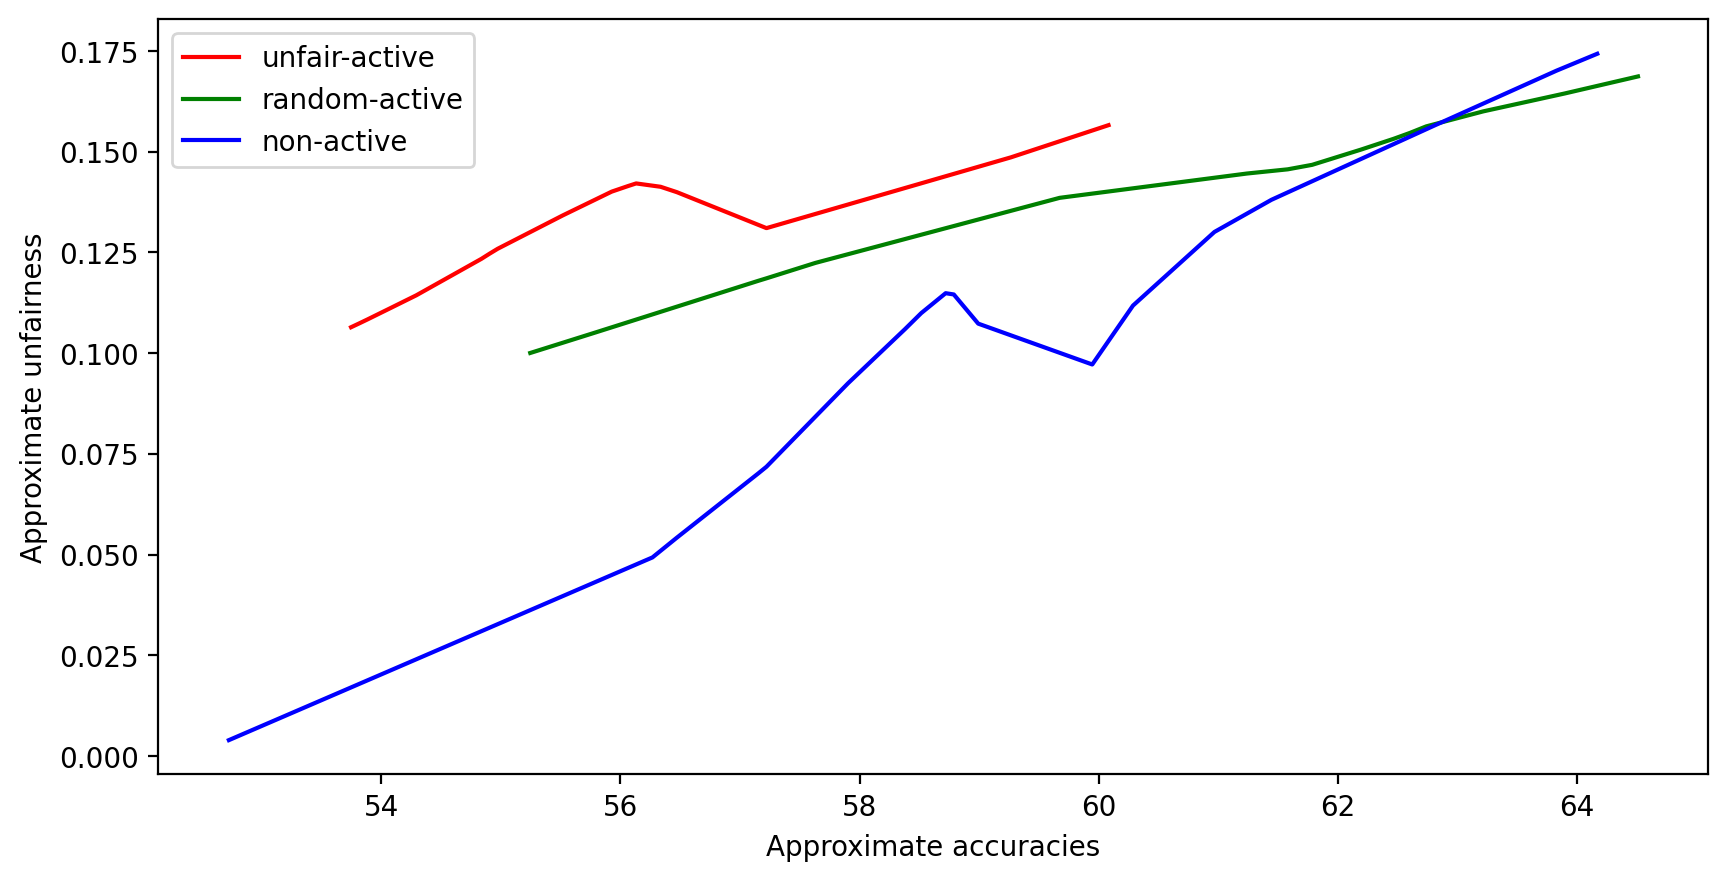 unfair-active
random-active
non-active
0.175
0.150
0.125
0.100
0.075
0.050
0.025
0.000
Approximate unfairness
54 56 58 60 62 64
Approximate accuracies